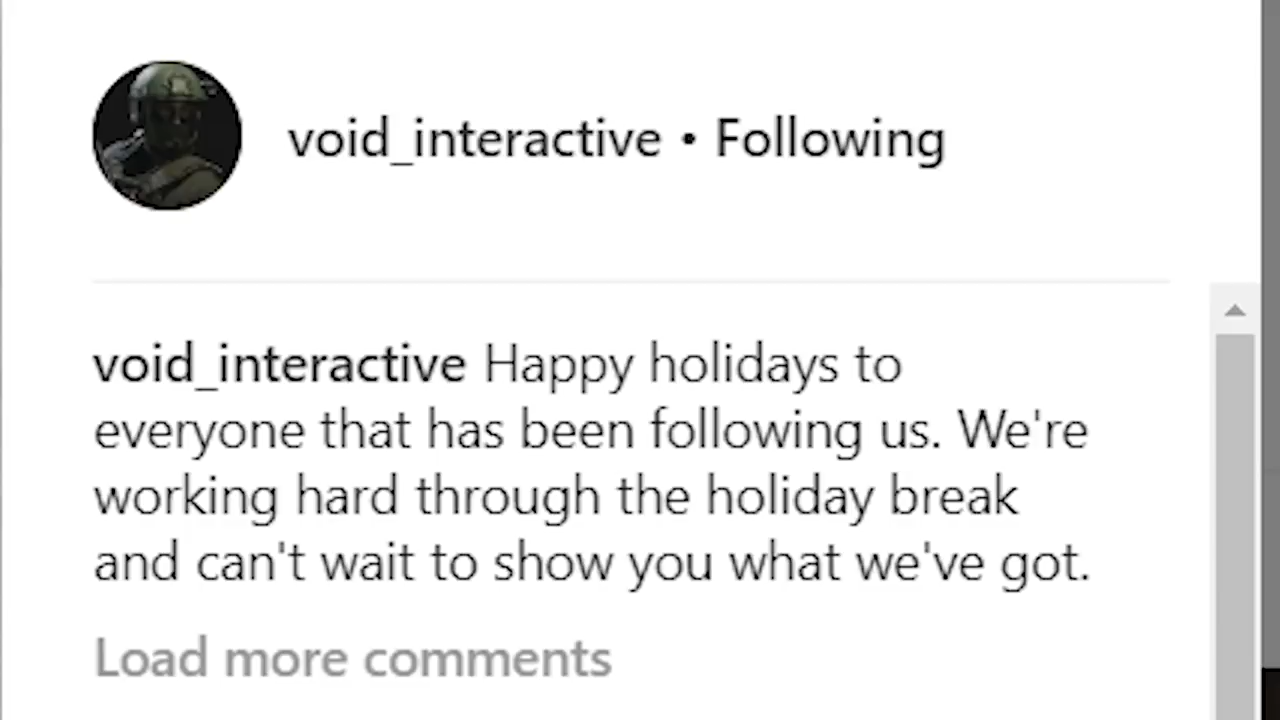 void_interactive • Following
void_interactive Happy holidays to
everyone that has been following us. We're
working hard through the holiday break
and can't wait to show you what we've got.
Load more comments